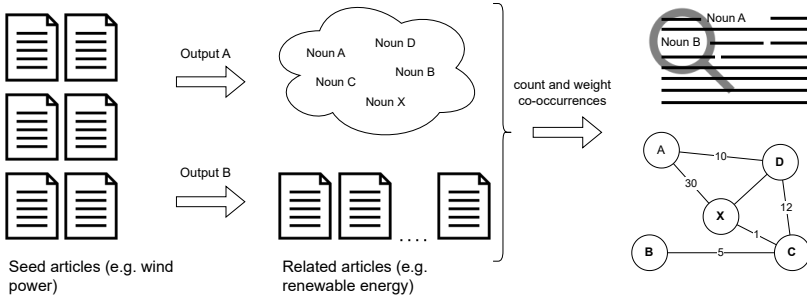 Output A
Noun A
Noun D
Noun B
Noun C
Noun X
Output B
Seed articles (e.g. wind
power)
. . . .
Related articles (e.g.
renewable energy)
count and weight
co-occurrences
Noun A
Noun B
A
10
D
30
12
X
1
B
5
C